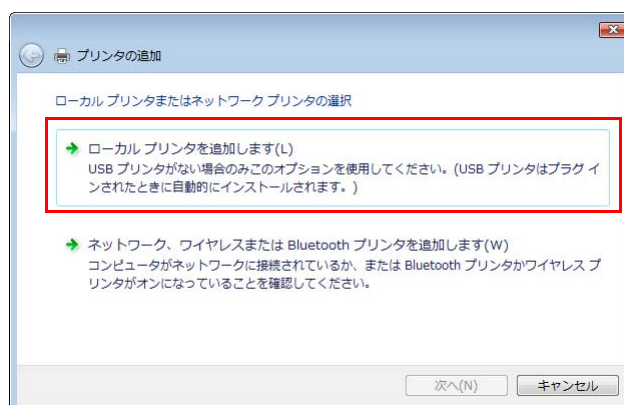 プリンタの追加
ローカル プリンタまたはネットワーク プリンタの選択
ローカル プリンタを追加します(L)
USB プリンタがない場合のみこのオプションを使用してください。(USB プリンタはプラグ イ
ンされたときに自動的にインストールされます。)
ネットワーク、ワイヤレスまたは Bluetooth プリンタを追加します(W)
コンピュータがネットワークに接続されているか、または Bluetooth プリンタかワイヤレス プ
リンタがオンになっていることを確認してください。
次へ(N) キャンセル